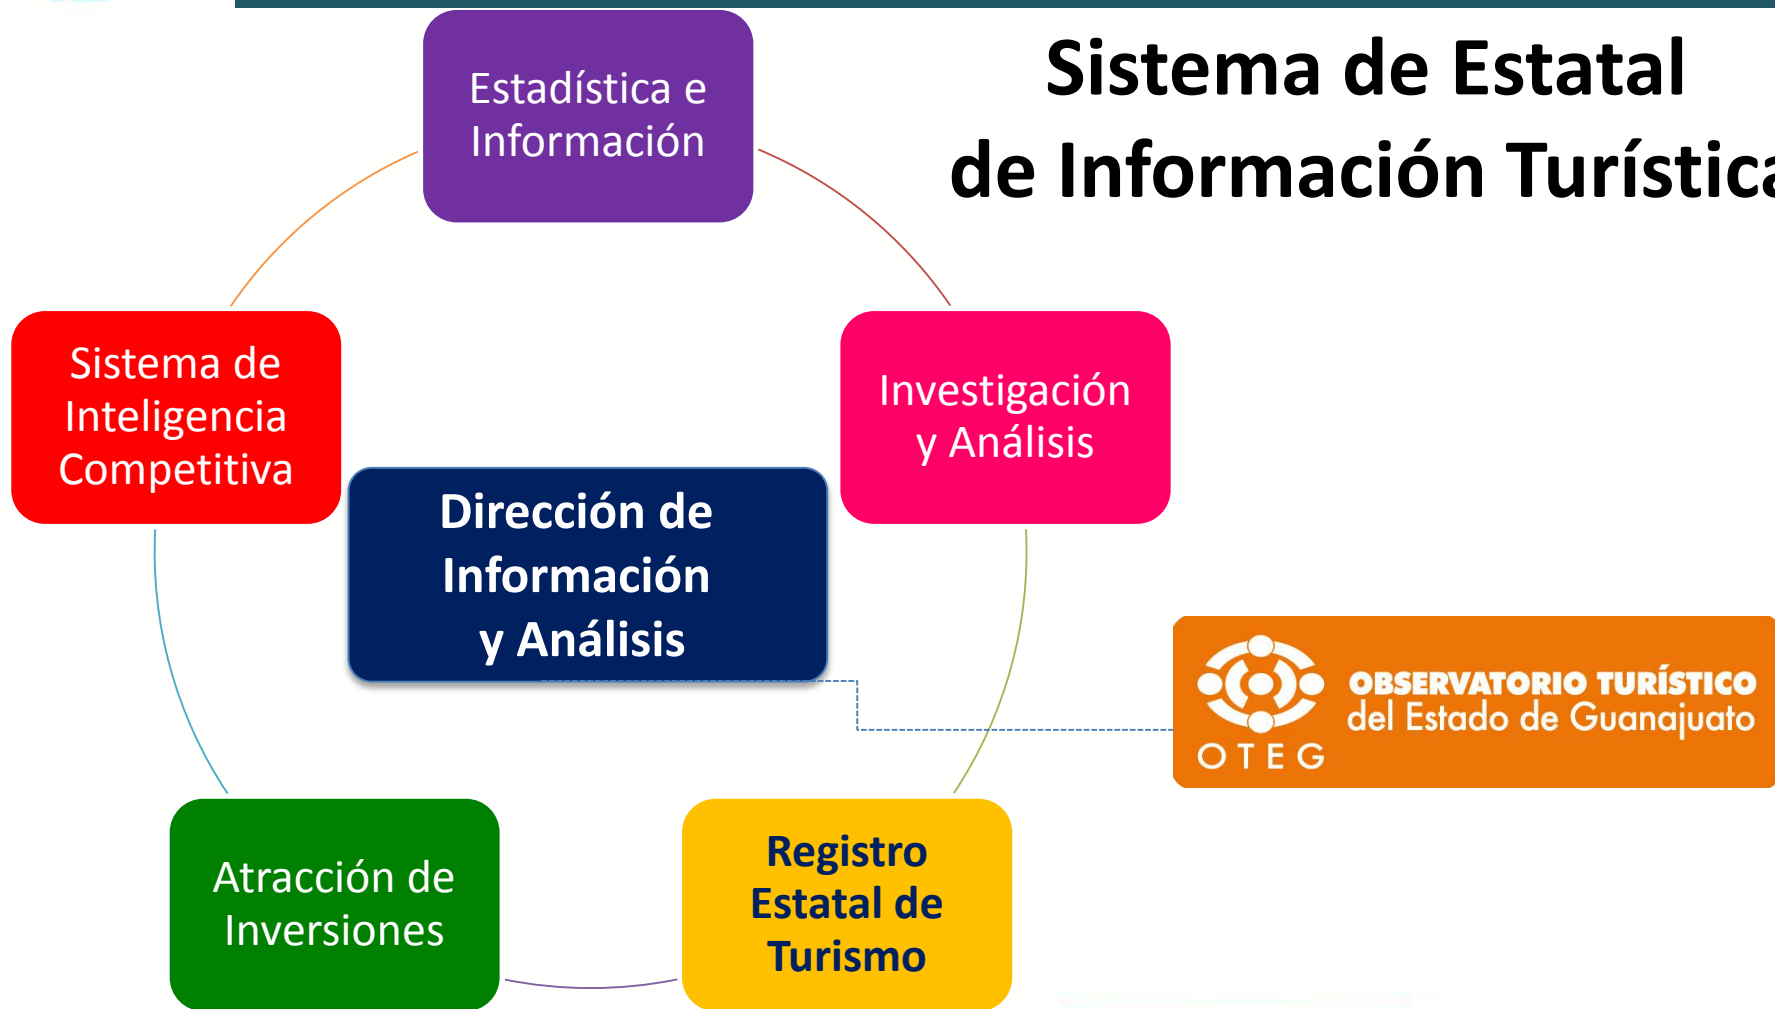 Sistema de Estatal
de Información Turística
Estadística e
Información
Sistema de
Inteligencia
Competitiva
Investigación
y Análisis
Dirección de
Información
y Análisis
OTEG
OBSERVATORIO TURÍSTICO
del Estado de Guanajuato
Atracción de
Inversiones
Registro
Estatal de
Turismo